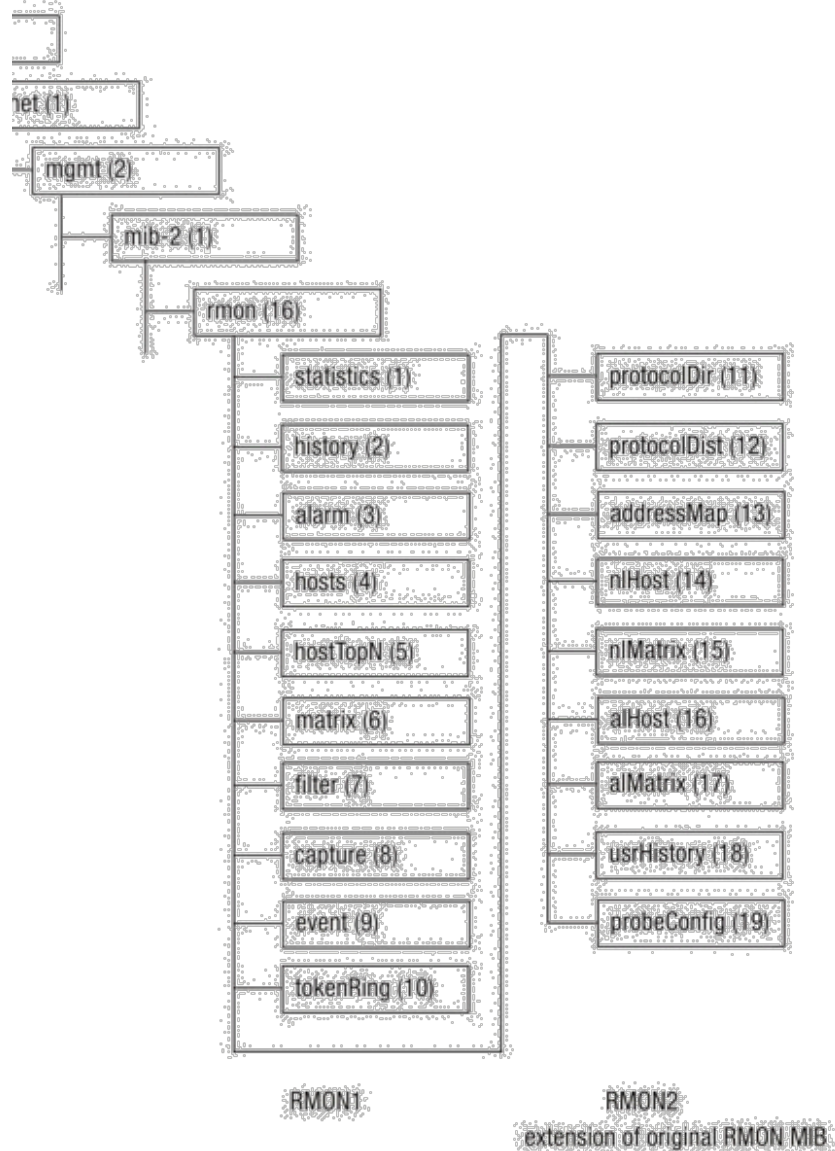 net (1)
mgmt (2)
mib-2 (1)
rmon (16)
statistics (1)
history (2)
alarm (3)
hosts (4)
hostTopN (5)
matrix (6)
filter (7)
capture (8)
event (9)
tokenRing (10)
protocolDir (11)
protocolDist (12)
addressMap (13)
nlHost (14)
nlMatrix (15)
alHost (16)
alMatrix (17)
usrHistory (18)
probeConfig (19)
RMON1
RMON2
extension of original RMON MIB